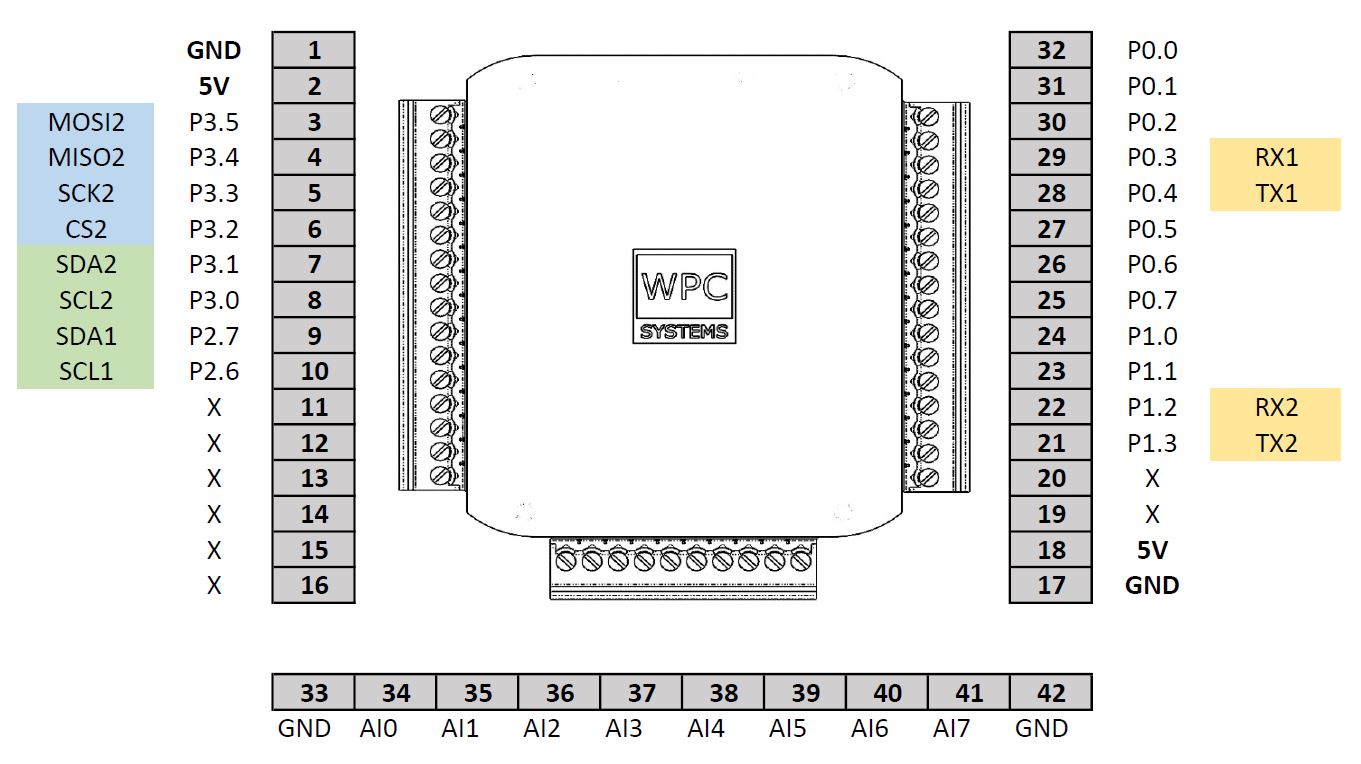 GND 1 32 P0.0
5V 2 31 P0.1
MOSI2 P3.5 3 30 P0.2
MISO2 P3.4 4 29 P0.3 RX1
SCK2 P3.3 5 28 P0.4 TX1
CS2 P3.2 6 27 P0.5
SDA2 P3.1 7 26 P0.6
SCL2 P3.0 8 25 P0.7
SDA1 P2.7 9 24 P1.0
SCL1 P2.6 10 23 P1.1
X 11 22 P1.2 RX2
X 12 21 P1.3 TX2
X 13 20 X
X 14 19 X
X 15 18 5V
X 16 17 GND
WPC
SYSTEMS
33 34 35 36 37 38 39 40 41 42
GND AI0 AI1 AI2 AI3 AI4 AI5 AI6 AI7 GND